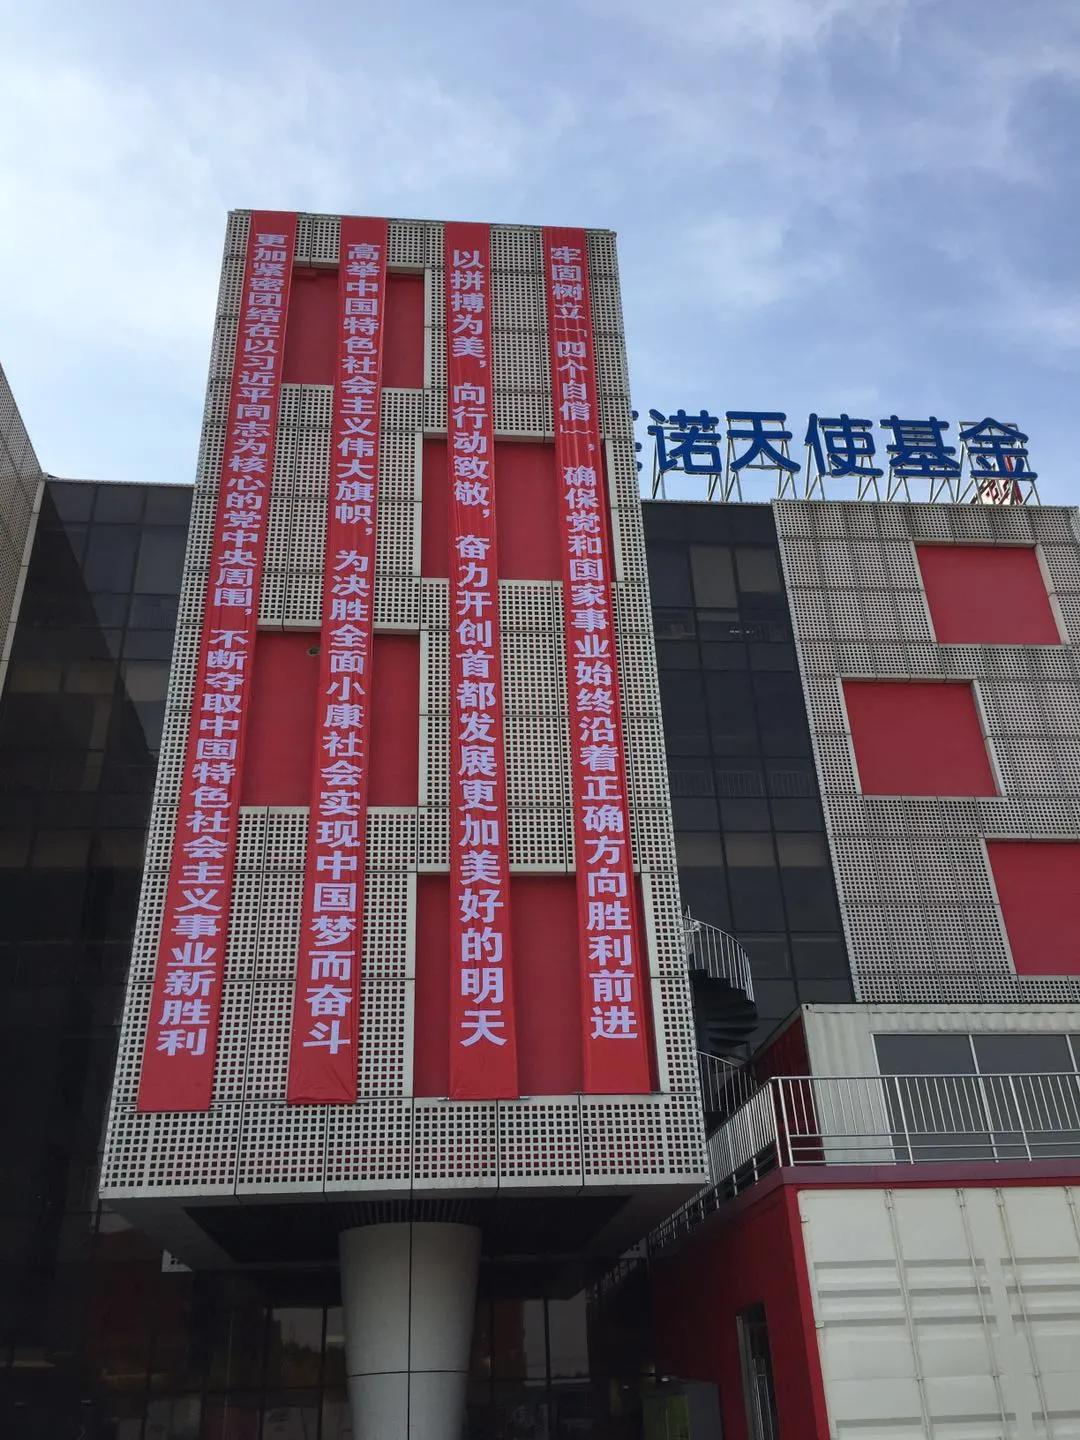 更加紧密团结在以习近平同志为核心的党中央周围，不断夺取中国特色社会主义事业新胜利
高举中国特色社会主义伟大旗帜，为决胜全面小康社会实现中国梦而奋斗
以拼搏为美，向行动致敬，奋力开创首都发展更加美好的明天
牢固树立「四个自信」，确保党和国家事业始终沿着正确方向胜利前进
诺天使基金